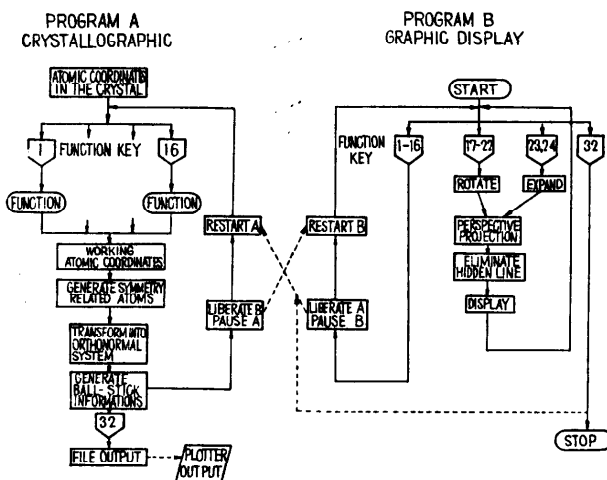 PROGRAM A
CRYSTALLOGRAPHIC
ATOMIC COORDINATES
IN THE CRYSTAL
1
FUNCTION KEY
16
FUNCTION
FUNCTION
WORKING
ATOMIC COORDINATES
GENERATE SYMMETRY
RELATED ATOMS
TRANSFORM INTO
ORTHONORMAL
SYSTEM
GENERATE
BALL-STICK
INFORMATIONS
32
FILE OUTPUT
PLOTTER
OUTPUT
RESTART A
LIBERATE B
PAUSE A
PROGRAM B
GRAPHIC DISPLAY
START
FUNCTION
KEY
1-16
17-22
23,24
32
ROTATE
EXPAND
PERSPECTIVE
PROJECTION
ELIMINATE
HIDDEN LINE
DISPLAY
RESTART B
LIBERATE A
PAUSE B
STOP